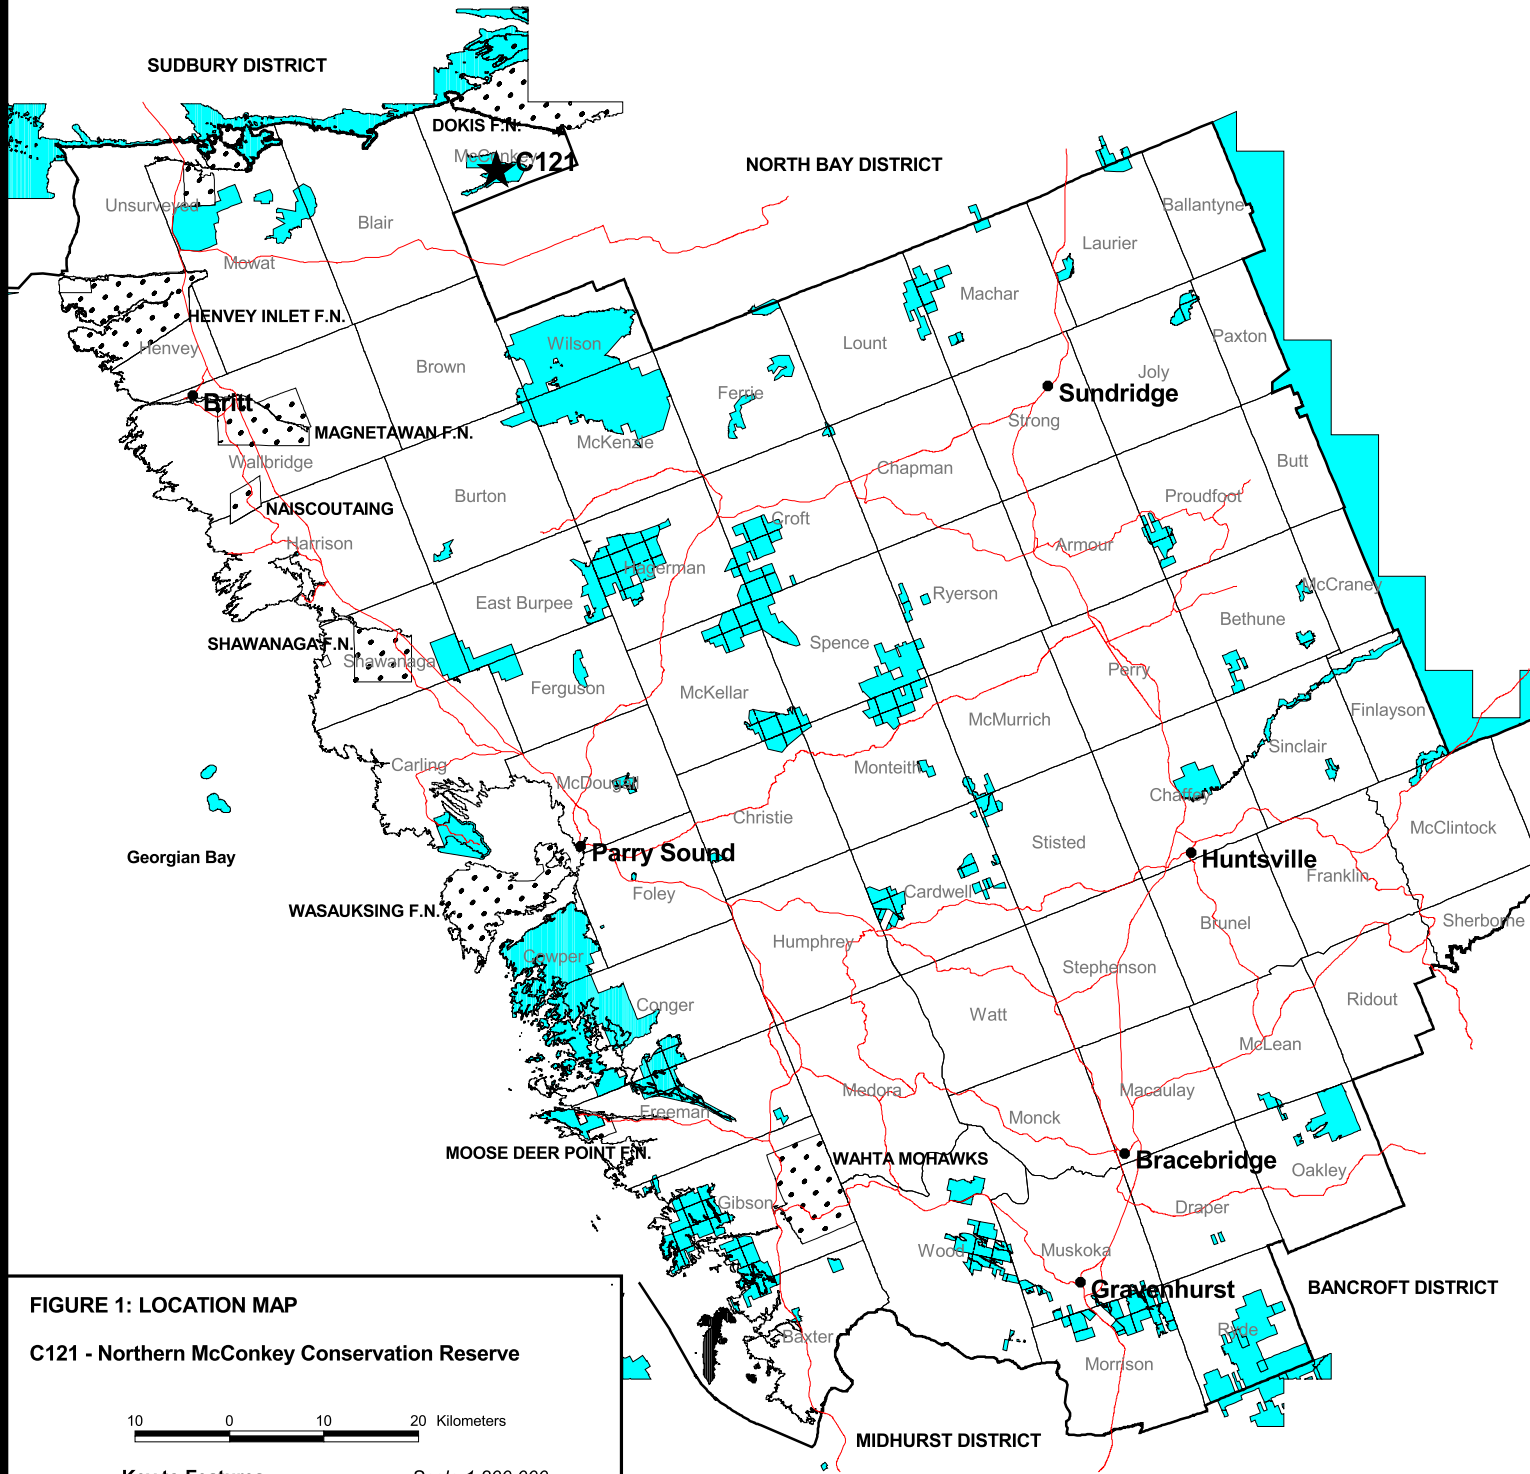 SUDBURY DISTRICT
DOKIS F.N.
McConkey
C121
NORTH BAY DISTRICT
Unsurveyed
Blair
Mowat
Ballantyne
Laurier
Machar
HENVEY INLET F.N.
Henvey
Wilson
Lount
Paxton
Brown
Ferrie
Joly
Sundridge
Strong
Britt
MAGNETAWAN F.N.
McKenzie
Wallbridge
Chapman
Butt
Burton
Proudfoot
NAISCOUTAING
Croft
Harrison
Armour
Hagerman
McCraney
East Burpee
Ryerson
Bethune
SHAWANAGA F.N.
Shawanaga
Spence
Perry
Ferguson
McKellar
McMurrich
Finlayson
Sinclair
Carling
McDougall
Monteith
Chaffey
Christie
McClintock
Georgian Bay
Parry Sound
Stisted
Huntsville
Franklin
Foley
Cardwell
WASAUKSING F.N.
Brunel
Sherborne
Humphrey
Cowper
Stephenson
Conger
Watt
Ridout
McLean
Medora
Macaulay
Freeman
Monck
MOOSE DEER POINT F.N.
WAHTA MOHAWKS
Bracebridge
Oakley
Gibson
Draper
Wood
Muskoka
Gravenhurst
BANCROFT DISTRICT
Baxter
Ryde
Morrison
MIDHURST DISTRICT
FIGURE 1: LOCATION MAP
C121 - Northern McConkey Conservation Reserve
10 0 10 20 Kilometers